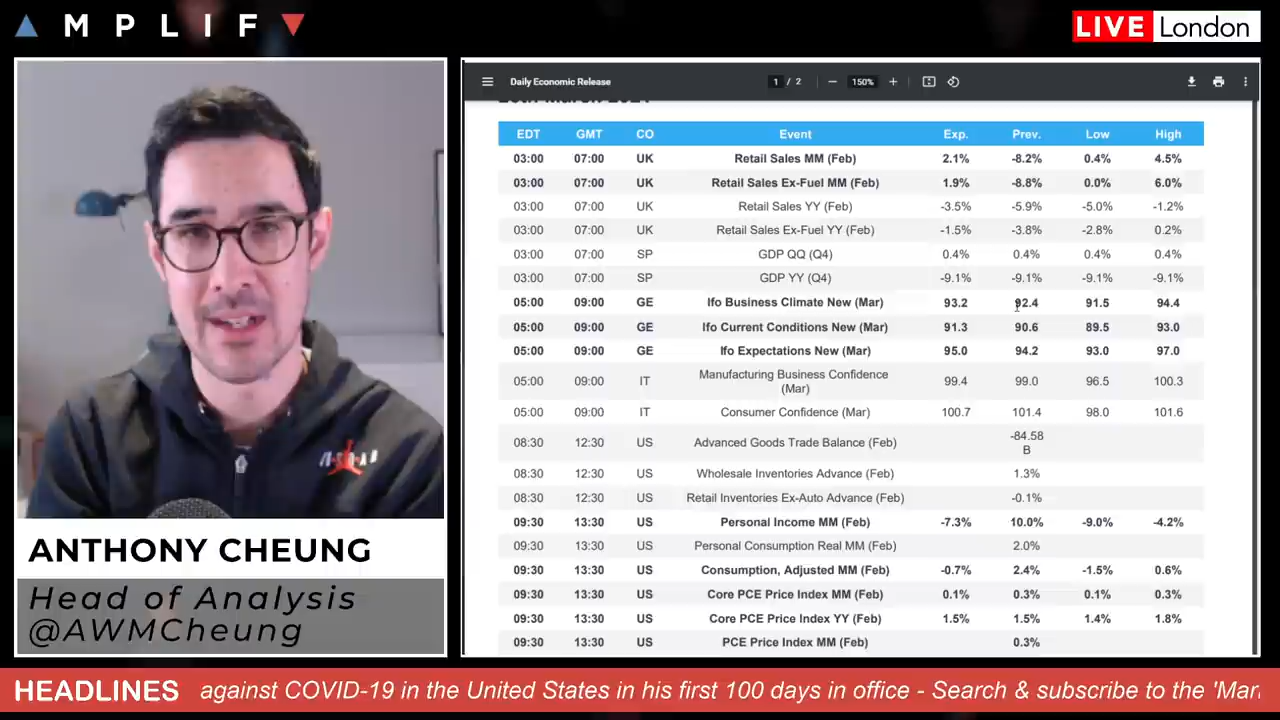 ▲ M P L I F ▼
LIVE London
Daily Economic Release
1 / 2
150%
EDT GMT CO Event Exp. Prev. Low High
03:00 07:00 UK Retail Sales MM (Feb) 2.1% -8.2% 0.4% 4.5%
03:00 07:00 UK Retail Sales Ex-Fuel MM (Feb) 1.9% -8.8% 0.0% 6.0%
03:00 07:00 UK Retail Sales YY (Feb) -3.5% -5.9% -5.0% -1.2%
03:00 07:00 UK Retail Sales Ex-Fuel YY (Feb) -1.5% -3.8% -2.8% 0.2%
03:00 07:00 SP GDP QQ (Q4) 0.4% 0.4% 0.4% 0.4%
03:00 07:00 SP GDP YY (Q4) -9.1% -9.1% -9.1% -9.1%
05:00 09:00 GE Ifo Business Climate New (Mar) 93.2 92.4 91.5 94.4
05:00 09:00 GE Ifo Current Conditions New (Mar) 91.3 90.6 89.5 93.0
05:00 09:00 GE Ifo Expectations New (Mar) 95.0 94.2 93.0 97.0
05:00 09:00 IT Manufacturing Business Confidence (Mar) 99.4 99.0 96.5 100.3
05:00 09:00 IT Consumer Confidence (Mar) 100.7 101.4 98.0 101.6
08:30 12:30 US Advanced Goods Trade Balance (Feb) -84.58 B
08:30 12:30 US Wholesale Inventories Advance (Feb) 1.3%
08:30 12:30 US Retail Inventories Ex-Auto Advance (Feb) -0.1%
09:30 13:30 US Personal Income MM (Feb) -7.3% 10.0% -9.0% -4.2%
09:30 13:30 US Personal Consumption Real MM (Feb) 2.0%
09:30 13:30 US Consumption, Adjusted MM (Feb) -0.7% 2.4% -1.5% 0.6%
09:30 13:30 US Core PCE Price Index MM (Feb) 0.1% 0.3% 0.1% 0.3%
09:30 13:30 US Core PCE Price Index YY (Feb) 1.5% 1.5% 1.4% 1.8%
09:30 13:30 US PCE Price Index MM (Feb) 0.3%
ANTHONY CHEUNG
Head of Analysis
@AWMCheung
HEADLINES against COVID-19 in the United States in his first 100 days in office - Search & subscribe to the 'Mar